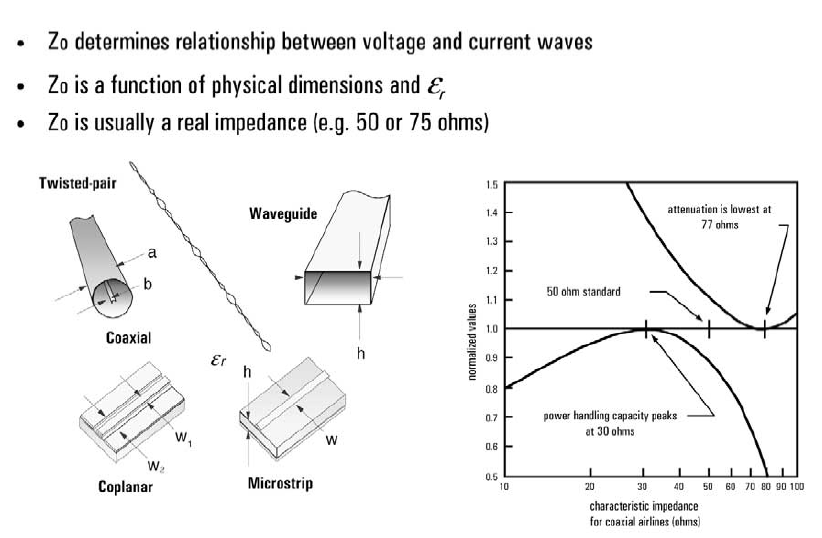 • Zo determines relationship between voltage and current waves
• Zo is a function of physical dimensions and ℰr
• Zo is usually a real impedance (e.g. 50 or 75 ohms)
Twisted-pair
Waveguide
a
b
h
Coaxial
εr
h
w
w1
w2
Coplanar
Microstrip
1.5
1.4
1.3
1.2
1.1
1.0
0.9
0.8
0.7
0.6
0.5
normalized values
attenuation is lowest at
77 ohms
50 ohm standard
power handling capacity peaks
at 30 ohms
10 20 30 40 50 60 70 80 90 100
characteristic impedance
for coaxial airlines (ohms)